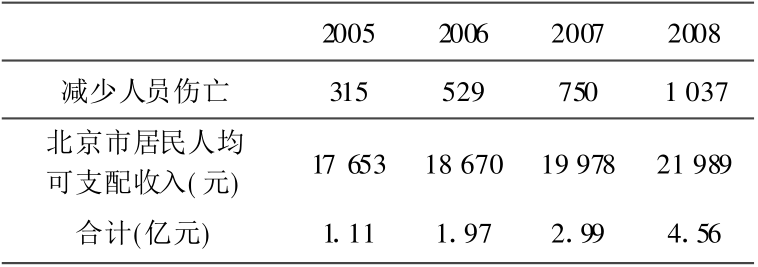 2005 2006 2007 2008
减少人员伤亡 315 529 750 1 037
北京市居民人均
可支配收入(元) 17 653 18 670 19 978 21 989
合计(亿元) 1.11 1.97 2.99 4.56